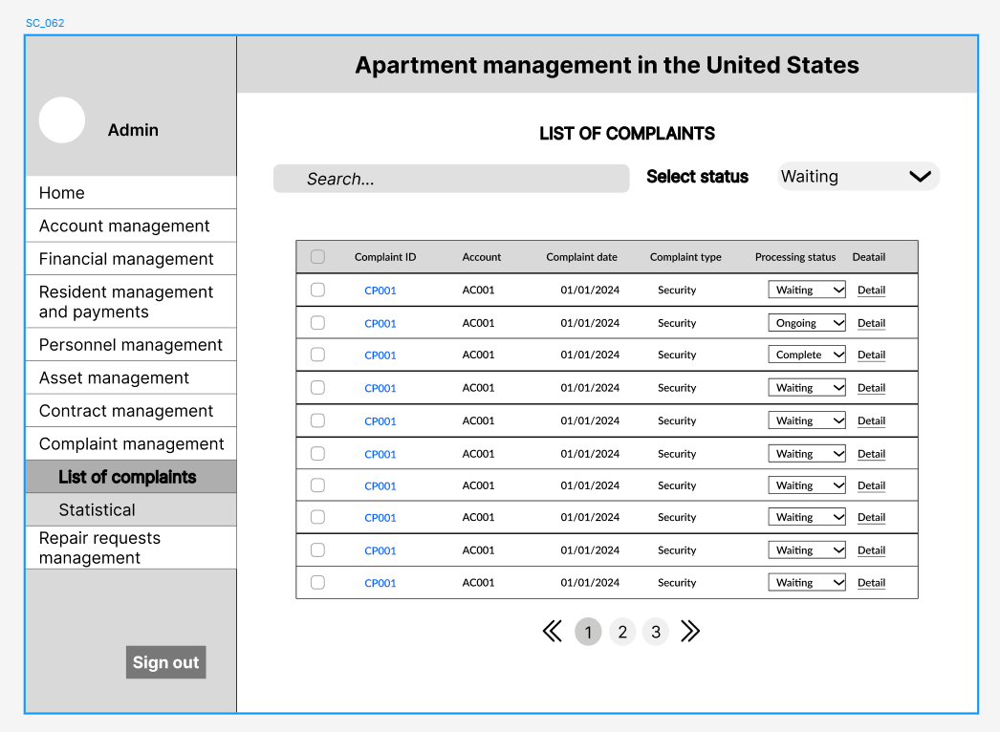 SC_062
Apartment management in the United States
Admin
Home
Account management
Financial management
Resident management
and payments
Personnel management
Asset management
Contract management
Complaint management
List of complaints
Statistical
Repair requests
management
Sign out
LIST OF COMPLAINTS
Search...
Select status
Waiting
Complaint ID Account Complaint date Complaint type Processing status Deatail
CP001 AC001 01/01/2024 Security Waiting Detail
CP001 AC001 01/01/2024 Security Ongoing Detail
CP001 AC001 01/01/2024 Security Complete Detail
CP001 AC001 01/01/2024 Security Waiting Detail
CP001 AC001 01/01/2024 Security Waiting Detail
CP001 AC001 01/01/2024 Security Waiting Detail
CP001 AC001 01/01/2024 Security Waiting Detail
CP001 AC001 01/01/2024 Security Waiting Detail
CP001 AC001 01/01/2024 Security Waiting Detail
CP001 AC001 01/01/2024 Security Waiting Detail
1 2 3